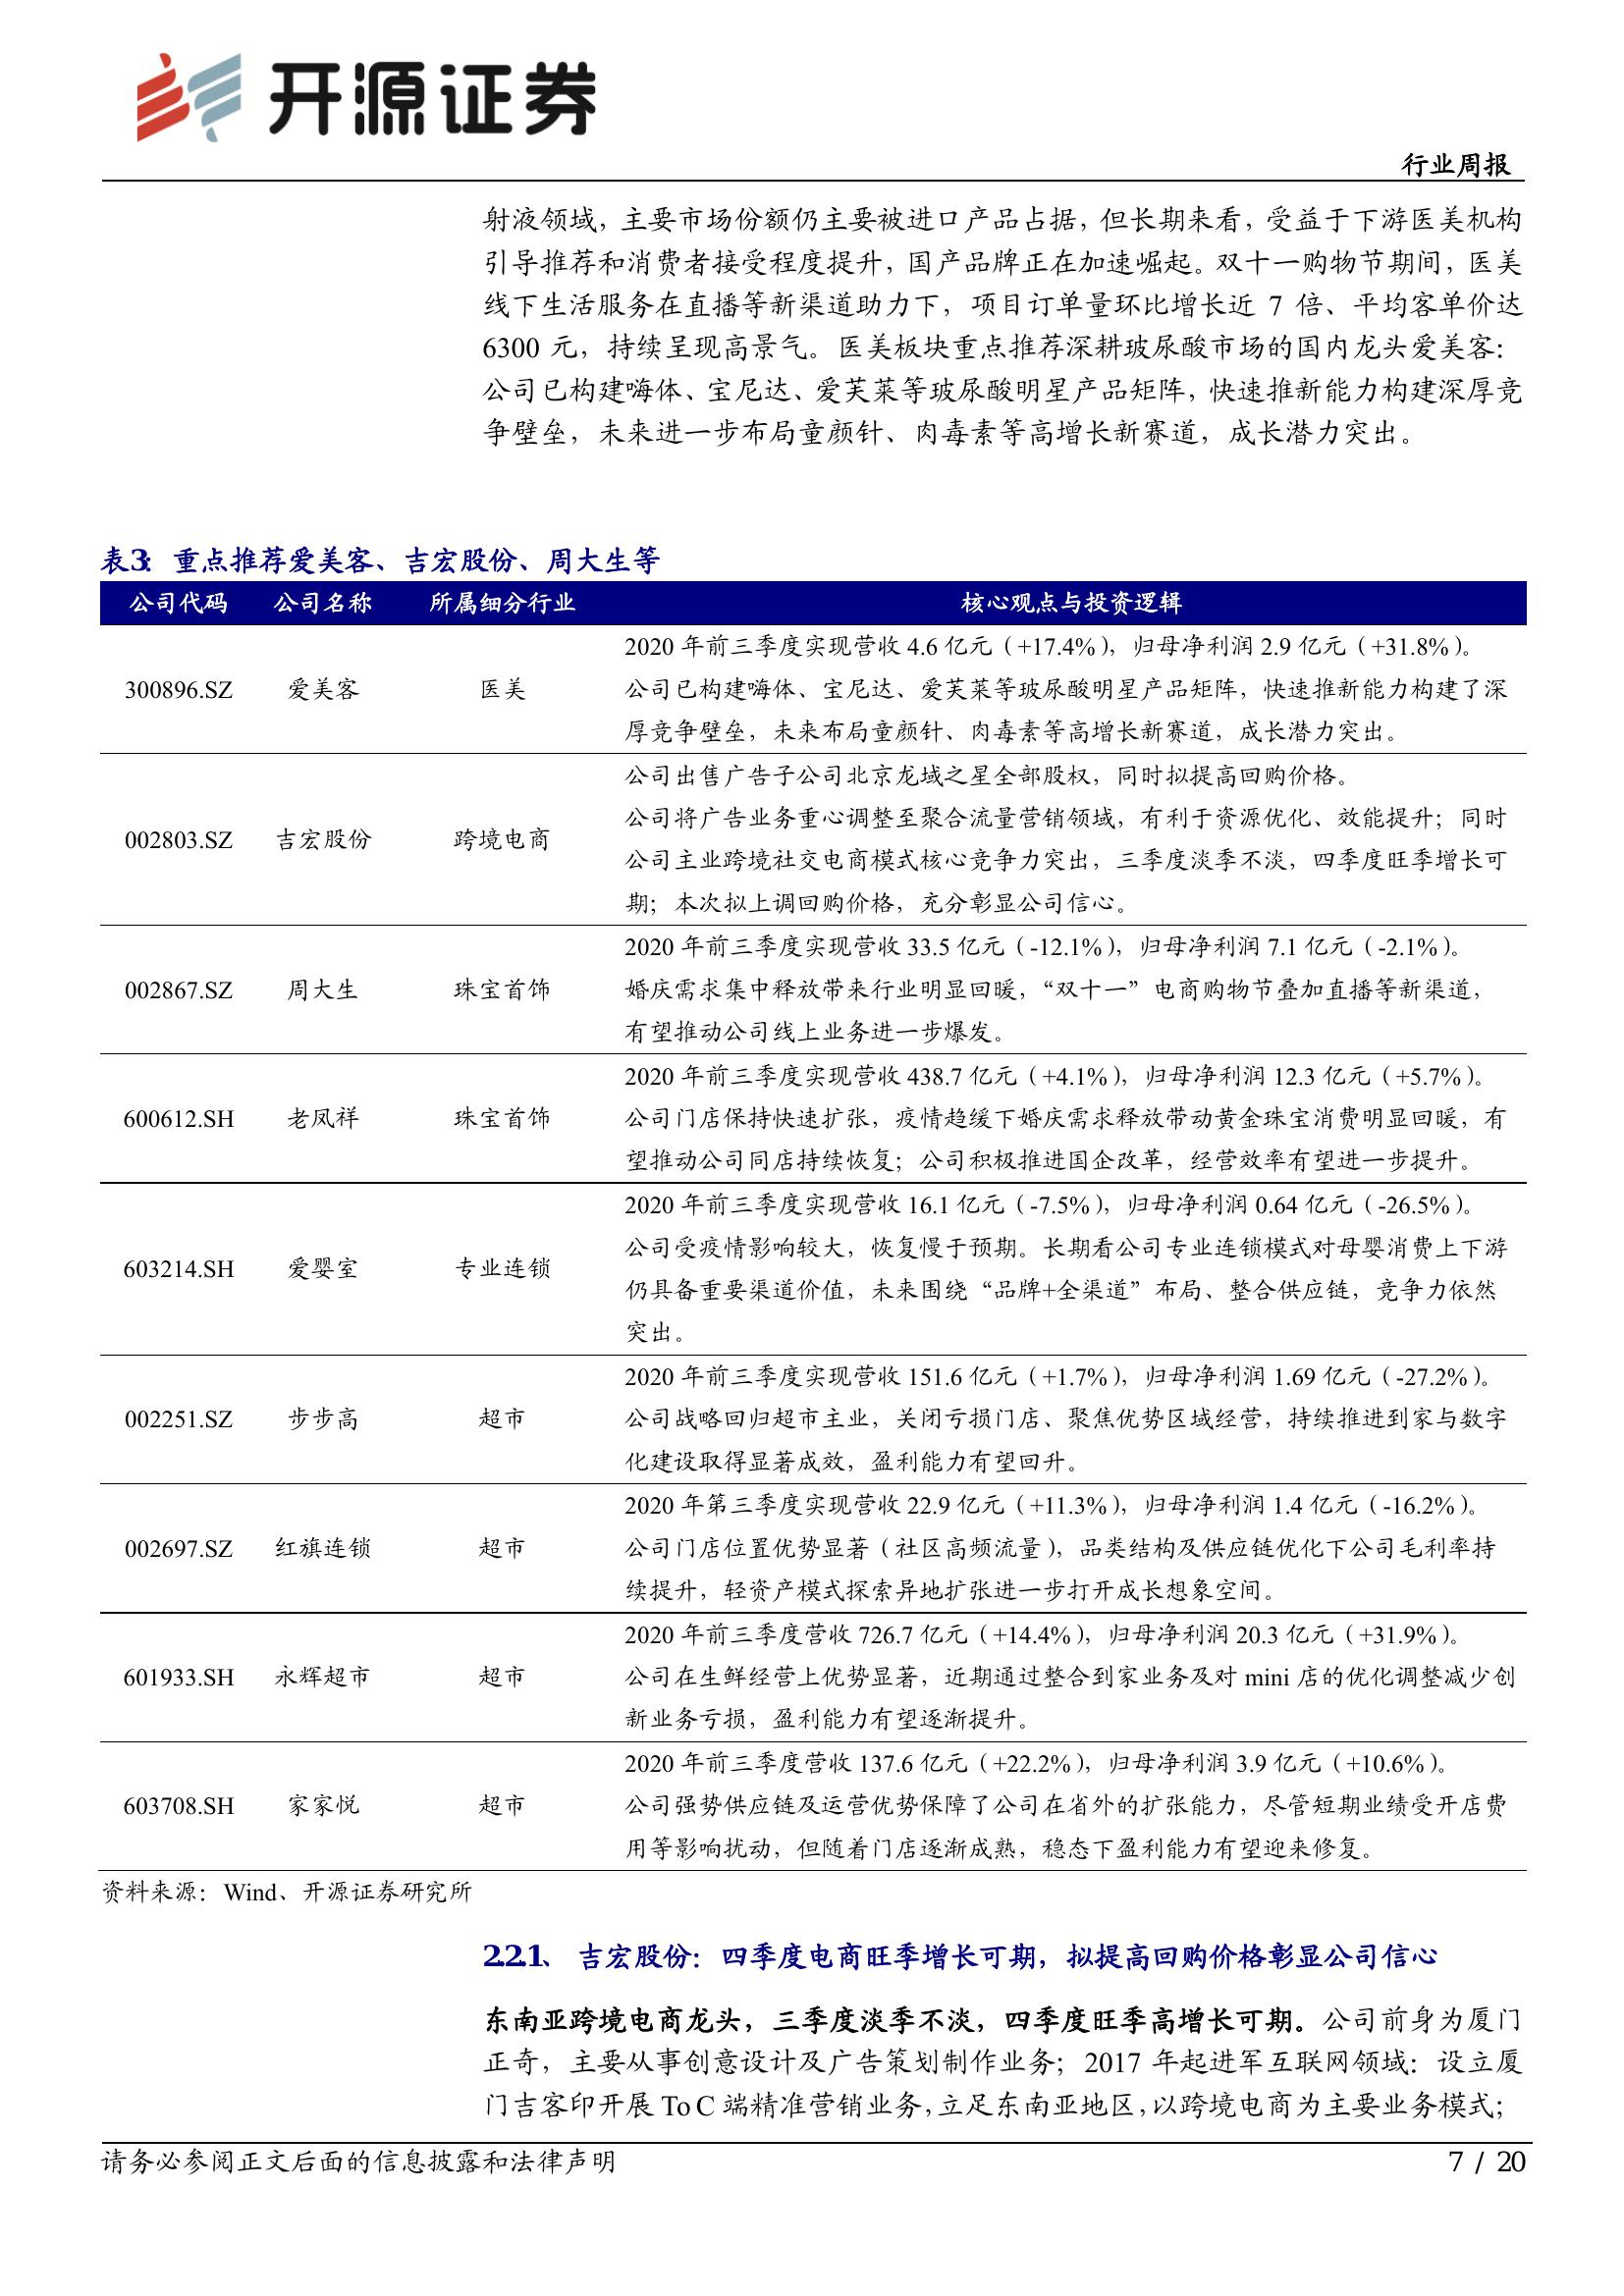 开源证券
行业周报
射液领域，主要市场份额仍主要被进口产品占据，但长期来看，受益于下游医美机构
引导推荐和消费者接受程度提升，国产品牌正在加速崛起。双十一购物节期间，医美
线下生活服务在直播等新渠道助力下，项目订单量环比增长近 7 倍、平均客单价达
6300 元，持续呈现高景气。医美板块重点推荐深耕玻尿酸市场的国内龙头爱美客：
公司已构建嗨体、宝尼达、爱芙莱等玻尿酸明星产品矩阵，快速推新能力构建深厚竞
争壁垒，未来进一步布局童颜针、肉毒素等高增长新赛道，成长潜力突出。
表3：重点推荐爱美客、吉宏股份、周大生等
公司代码 公司名称 所属细分行业 核心观点与投资逻辑
2020 年前三季度实现营收 4.6 亿元（+17.4%），归母净利润 2.9 亿元（+31.8%）。
300896.SZ 爱美客 医美 公司已构建嗨体、宝尼达、爱芙莱等玻尿酸明星产品矩阵，快速推新能力构建了深
厚竞争壁垒，未来布局童颜针、肉毒素等高增长新赛道，成长潜力突出。
公司出售广告子公司北京龙域之星全部股权，同时拟提高回购价格。
公司将广告业务重心调整至聚合流量营销领域，有利于资源优化、效能提升；同时
002803.SZ 吉宏股份 跨境电商
公司主业跨境社交电商模式核心竞争力突出，三季度淡季不淡，四季度旺季增长可
期；本次拟上调回购价格，充分彰显公司信心。
2020 年前三季度实现营收 33.5 亿元（-12.1%），归母净利润 7.1 亿元（-2.1%）。
002867.SZ 周大生 珠宝首饰 婚庆需求集中释放带来行业明显回暖，“双十一”电商购物节叠加直播等新渠道，
有望推动公司线上业务进一步爆发。
2020 年前三季度实现营收 438.7 亿元（+4.1%），归母净利润 12.3 亿元（+5.7%）。
600612.SH 老凤祥 珠宝首饰 公司门店保持快速扩张，疫情趋缓下婚庆需求释放带动黄金珠宝消费明显回暖，有
望推动公司同店持续恢复；公司积极推进国企改革，经营效率有望进一步提升。
2020 年前三季度实现营收 16.1 亿元（-7.5%），归母净利润 0.64 亿元（-26.5%）。
公司受疫情影响较大，恢复慢于预期。长期看公司专业连锁模式对母婴消费上下游
603214.SH 爱婴室 专业连锁
仍具备重要渠道价值，未来围绕“品牌+全渠道”布局、整合供应链，竞争力依然
突出。
2020 年前三季度实现营收 151.6 亿元（+1.7%），归母净利润 1.69 亿元（-27.2%）。
002251.SZ 步步高 超市 公司战略回归超市主业，关闭亏损门店、聚焦优势区域经营，持续推进到家与数字
化建设取得显著成效，盈利能力有望回升。
2020 年第三季度实现营收 22.9 亿元（+11.3%），归母净利润 1.4 亿元（-16.2%）。
002697.SZ 红旗连锁 超市 公司门店位置优势显著（社区高频流量），品类结构及供应链优化下公司毛利率持
续提升，轻资产模式探索异地扩张进一步打开成长想象空间。
2020 年前三季度营收 726.7 亿元（+14.4%），归母净利润 20.3 亿元（+31.9%）。
601933.SH 永辉超市 超市 公司在生鲜经营上优势显著，近期通过整合到家业务及对 mini 店的优化调整减少创
新业务亏损，盈利能力有望逐渐提升。
2020 年前三季度营收 137.6 亿元（+22.2%），归母净利润 3.9 亿元（+10.6%）。
603708.SH 家家悦 超市 公司强势供应链及运营优势保障了公司在省外的扩张能力，尽管短期业绩受开店费
用等影响扰动，但随着门店逐渐成熟，稳态下盈利能力有望迎来修复。
资料来源：Wind、开源证券研究所
2.2.1、 吉宏股份：四季度电商旺季增长可期，拟提高回购价格彰显公司信心
东南亚跨境电商龙头，三季度淡季不淡，四季度旺季高增长可期。公司前身为厦门
正奇，主要从事创意设计及广告策划制作业务；2017 年起进军互联网领域：设立厦
门吉客印开展 To C 端精准营销业务，立足东南亚地区，以跨境电商为主要业务模式；
请务必参阅正文后面的信息披露和法律声明
7 / 20